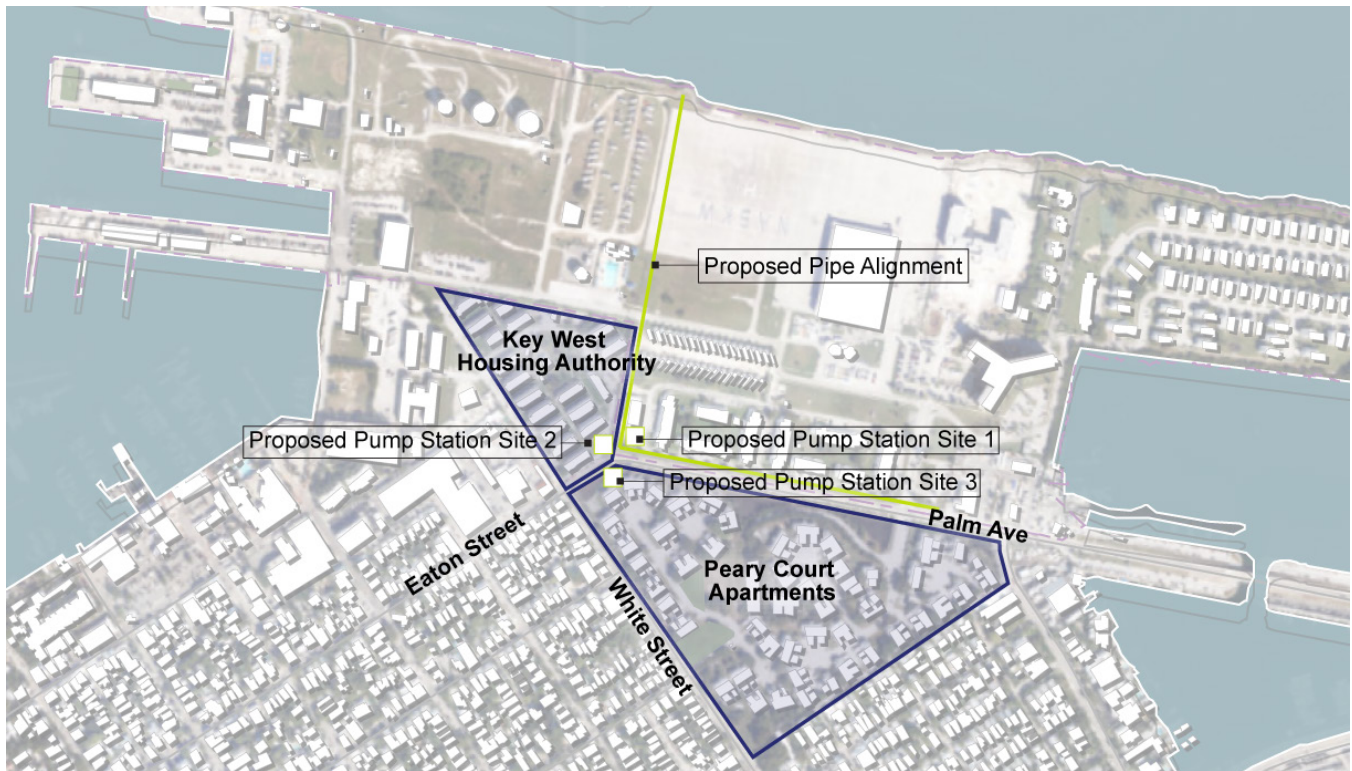 Proposed Pipe Alignment
Key West
Housing Authority
Proposed Pump Station Site 2
Proposed Pump Station Site 1
Proposed Pump Station Site 3
Palm Ave
Eaton Street
Peary Court
Apartments
White Street